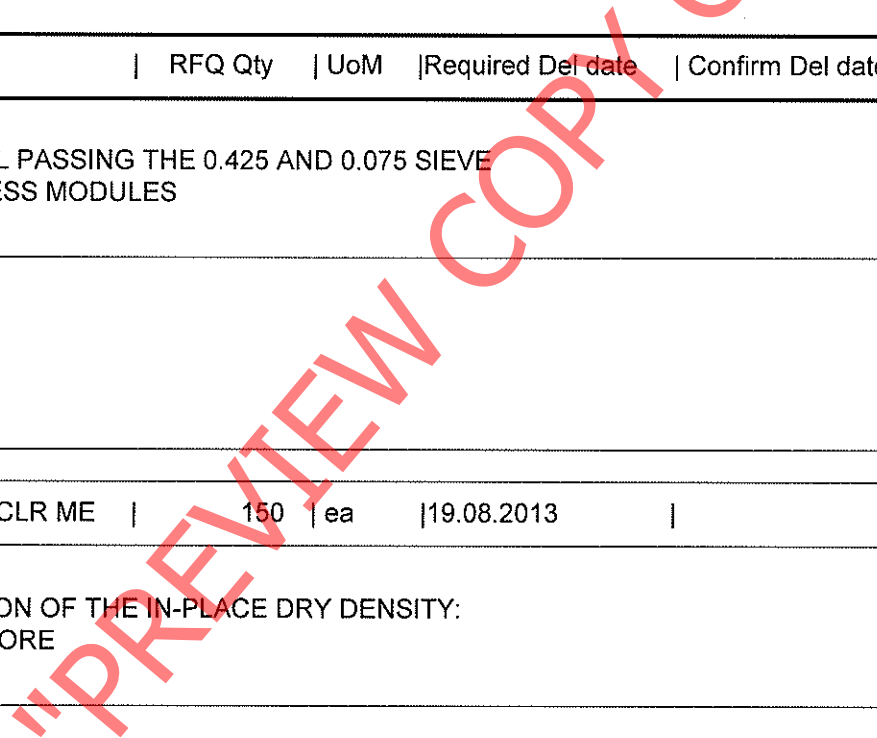 | RFQ Qty | UoM |Required Del date | Confirm Del date
L PASSING THE 0.425 AND 0.075 SIEVE
ESS MODULES
CLR ME | 150 | ea |19.08.2013 |
ON OF THE IN-PLACE DRY DENSITY:
ORE
"PREVIEW COPY